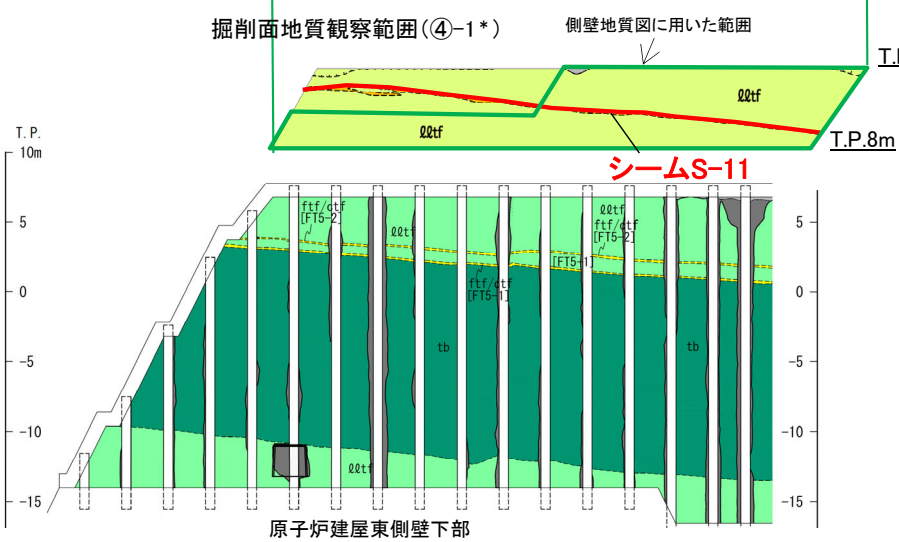 掘削面地質観察範囲(④-1*)
側壁地質図に用いた範囲
ℓℓtf
ℓℓtf
T.P.8m
シームS-11
T.P.
10m
5
0
-5
-10
-15
ftf/ctf
[FT5-2]
ℓℓtf
ℓℓtf
ftf/ctf
[FT5-2]
[FT5-1]
ftf/ctf
[FT5-1]
tb
tb
ℓℓtf
5
0
-5
-10
-15
原子炉建屋東側壁下部